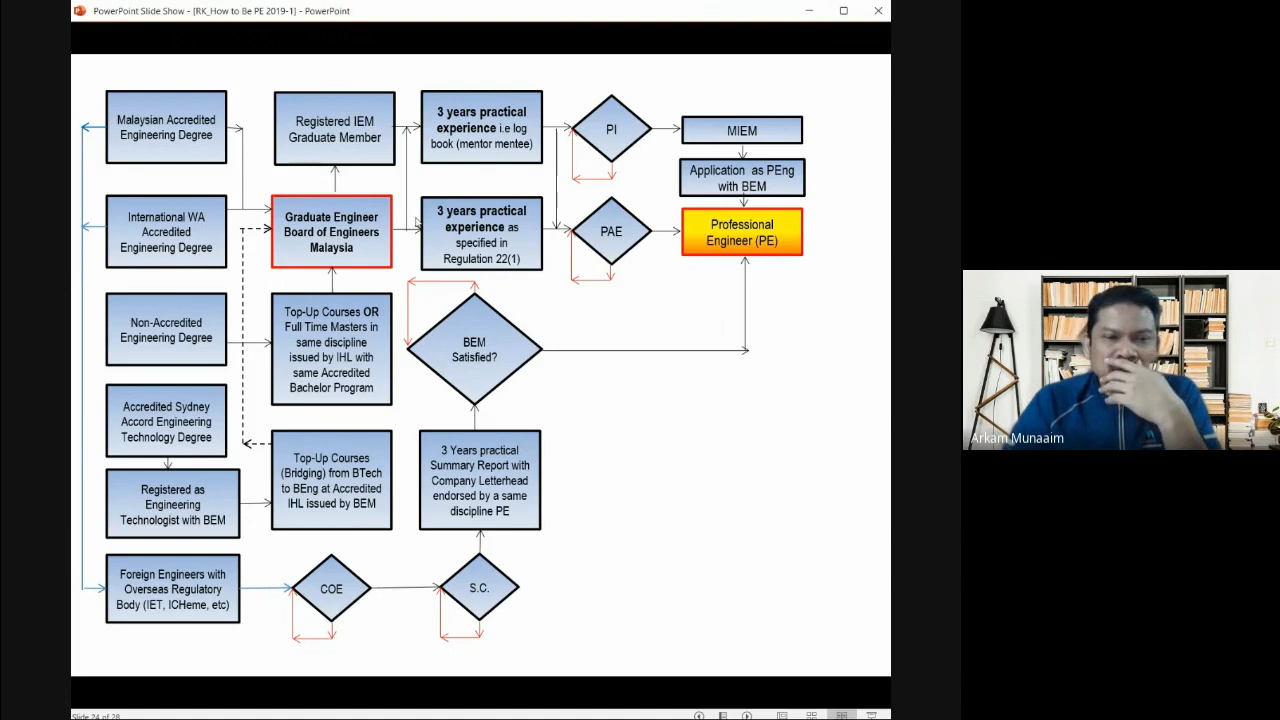 PowerPoint Slide Show - [RK_How to Be PE 2019-1] - PowerPoint
Malaysian Accredited
Engineering Degree
Registered IEM
Graduate Member
3 years practical
experience i.e log
book (mentor mentee)
PI
MIEM
Application as PEng
with BEM
International WA
Accredited
Engineering Degree
Graduate Engineer
Board of Engineers
Malaysia
3 years practical
experience as
specified in
Regulation 22(1)
PAE
Professional
Engineer (PE)
Non-Accredited
Engineering Degree
Top-Up Courses OR
Full Time Masters in
same discipline
issued by IHL with
same Accredited
Bachelor Program
BEM
Satisfied?
Accredited Sydney
Accord Engineering
Technology Degree
Registered as
Engineering
Technologist with BEM
Top-Up Courses
(Bridging) from BTech
to BEng at Accredited
IHL issued by BEM
3 Years practical
Summary Report with
Company Letterhead
endorsed by a same
discipline PE
Foreign Engineers with
Overseas Regulatory
Body (IET, ICHeme, etc)
COE
S.C.
Arkam Munaaim
Slide 24 of 28